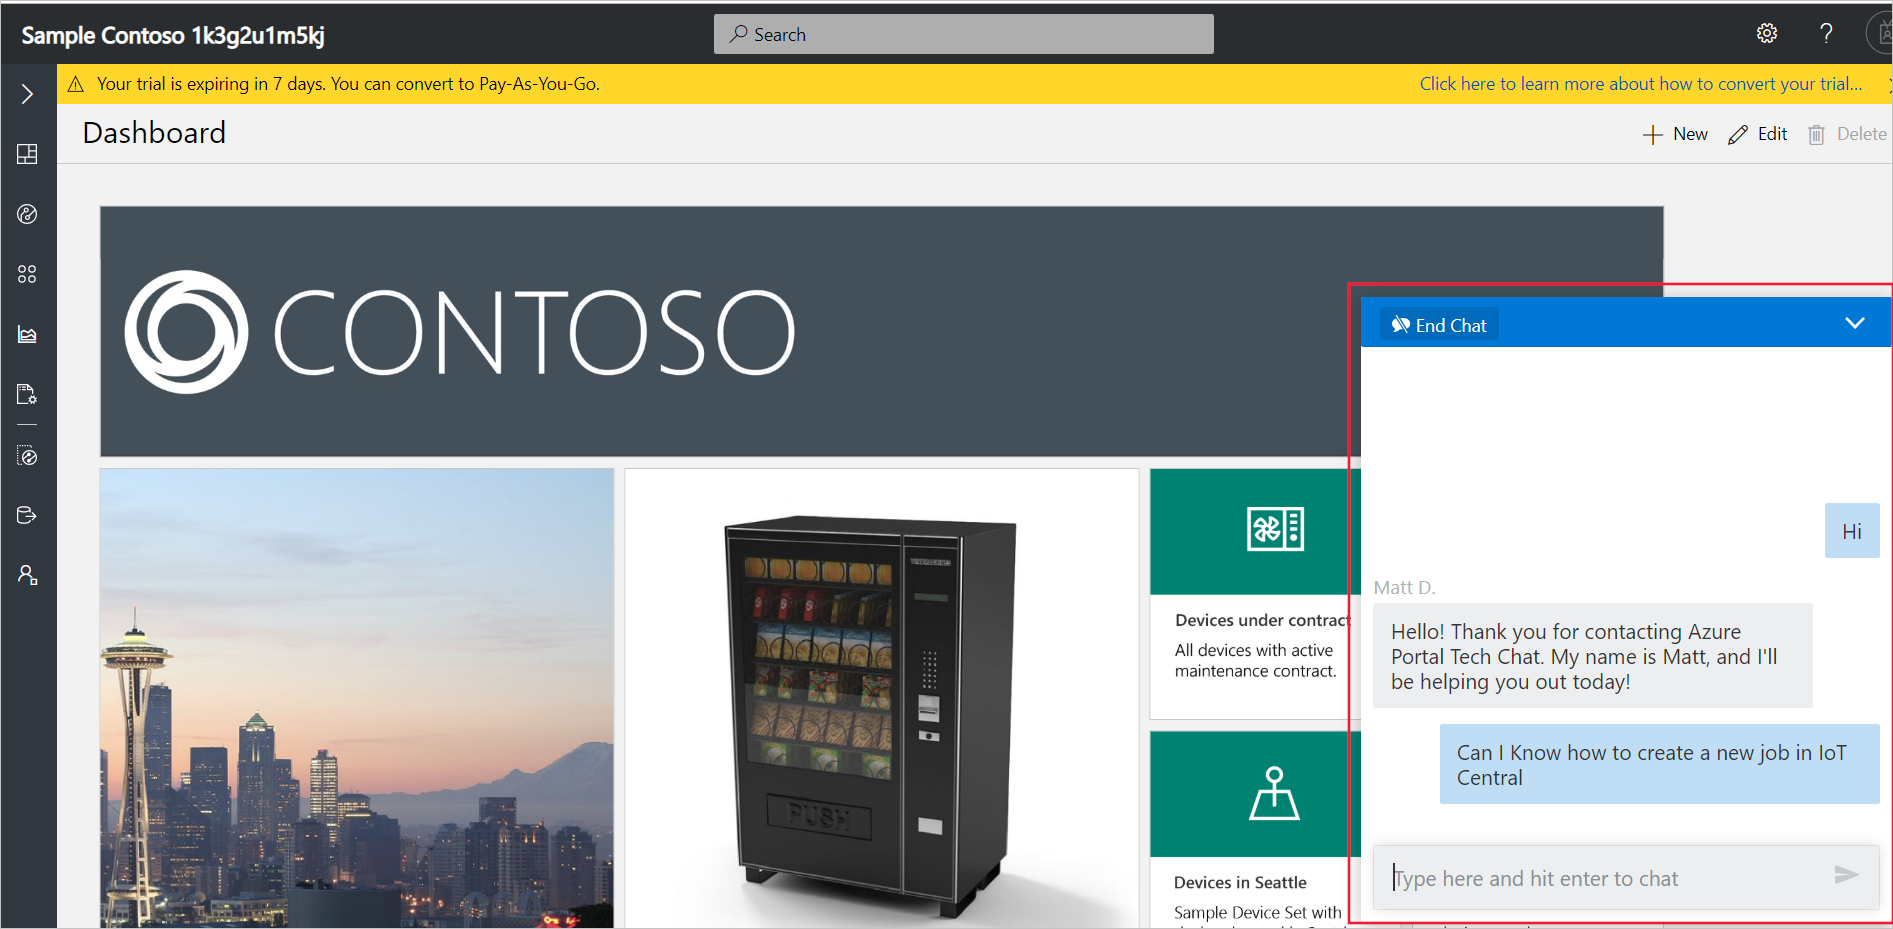 Sample Contoso 1k3g2u1m5kj
Search
?
Your trial is expiring in 7 days. You can convert to Pay-As-You-Go.
Click here to learn more about how to convert your trial...
Dashboard
New
Edit
Delete
CONTOSO
End Chat
Hi
Matt D.
Hello! Thank you for contacting Azure
Portal Tech Chat. My name is Matt, and I'll
be helping you out today!
Can I Know how to create a new job in IoT
Central
Type here and hit enter to chat
PUSH
Devices under contract
All devices with active
maintenance contract.
Devices in Seattle
Sample Device Set with